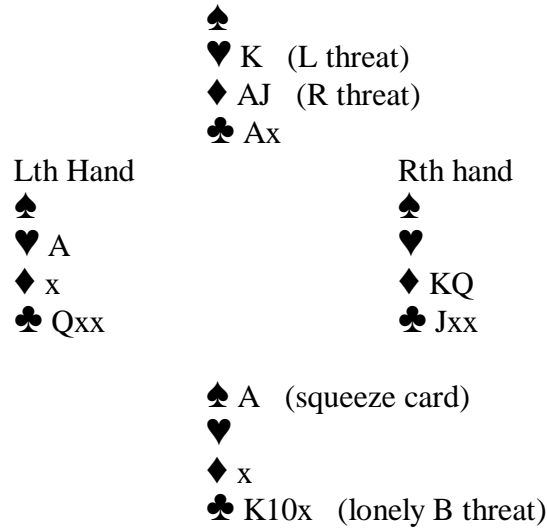 ♠
♥ K (L threat)
♦ AJ (R threat)
♣ Ax
Lth Hand Rth hand
♠ ♠
♥ A ♥
♦ x ♦ KQ
♣ Qxx ♣ Jxx
♠ A (squeeze card)
♥
♦ x
♣ K10x (lonely B threat)